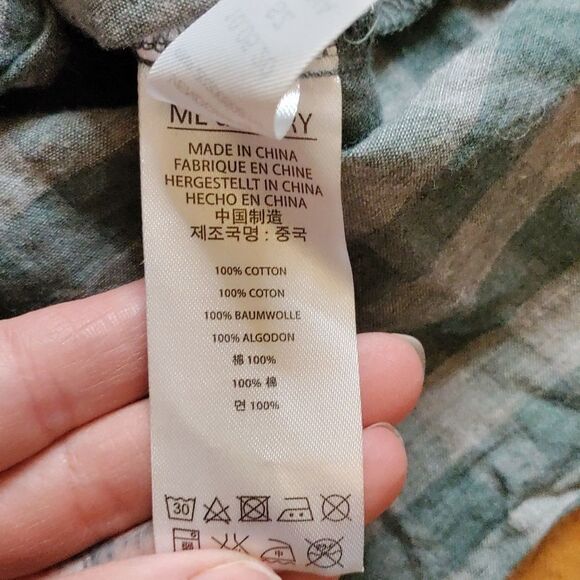 MADE IN CHINA
FABRIQUE EN CHINE
HERGESTELLT IN CHINA
HECHO EN CHINA
中国制造
제조국명 : 중국
100% COTTON
100% COTON
100% BAUMWOLLE
100% ALGODON
棉 100%
100% 棉
면 100%
30